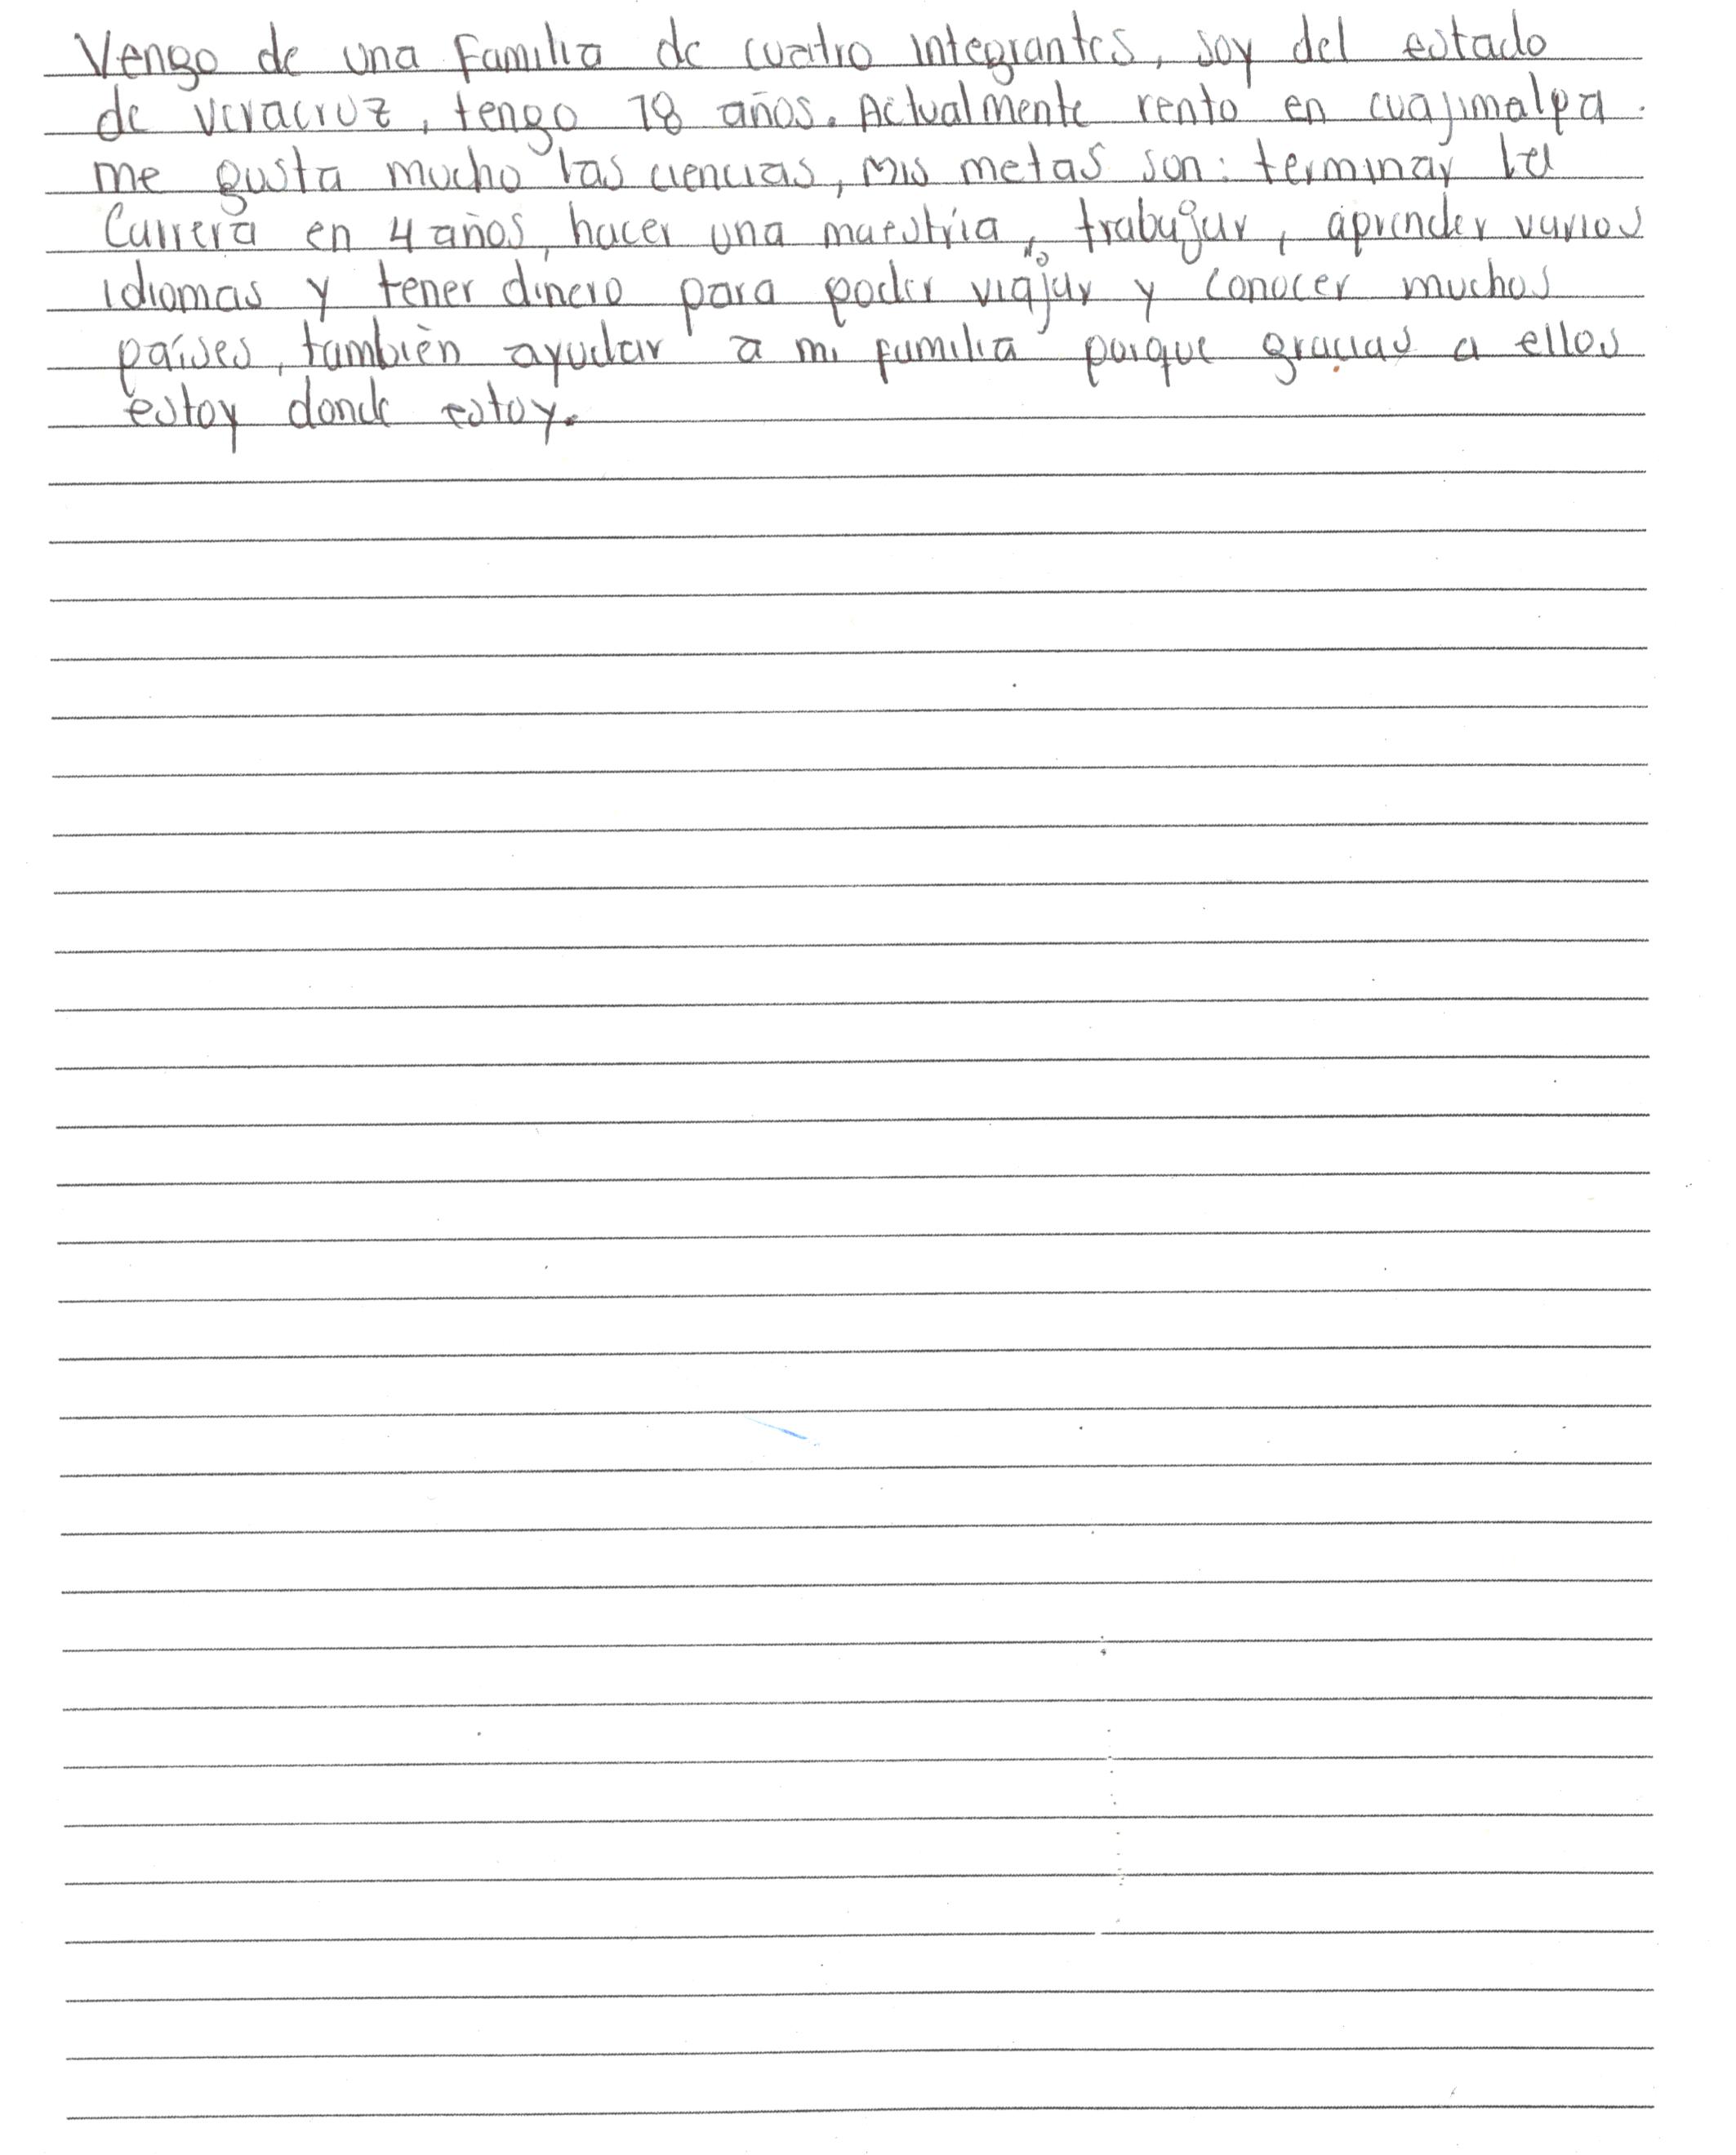 Vengo de una Familia de cuatro integrantes, soy del estado
de veracruz, tengo 18 años. Actualmente rento en cuajimalpa.
me gusta mucho las ciencias, mis metas son: terminar la
Carrera en 4 años, hacer una maestría, trabajar, aprender varios
idiomas y tener dinero para poder viajar y conocer muchos
países, también ayudar a mi familia porque gracias a ellos
estoy donde estoy.